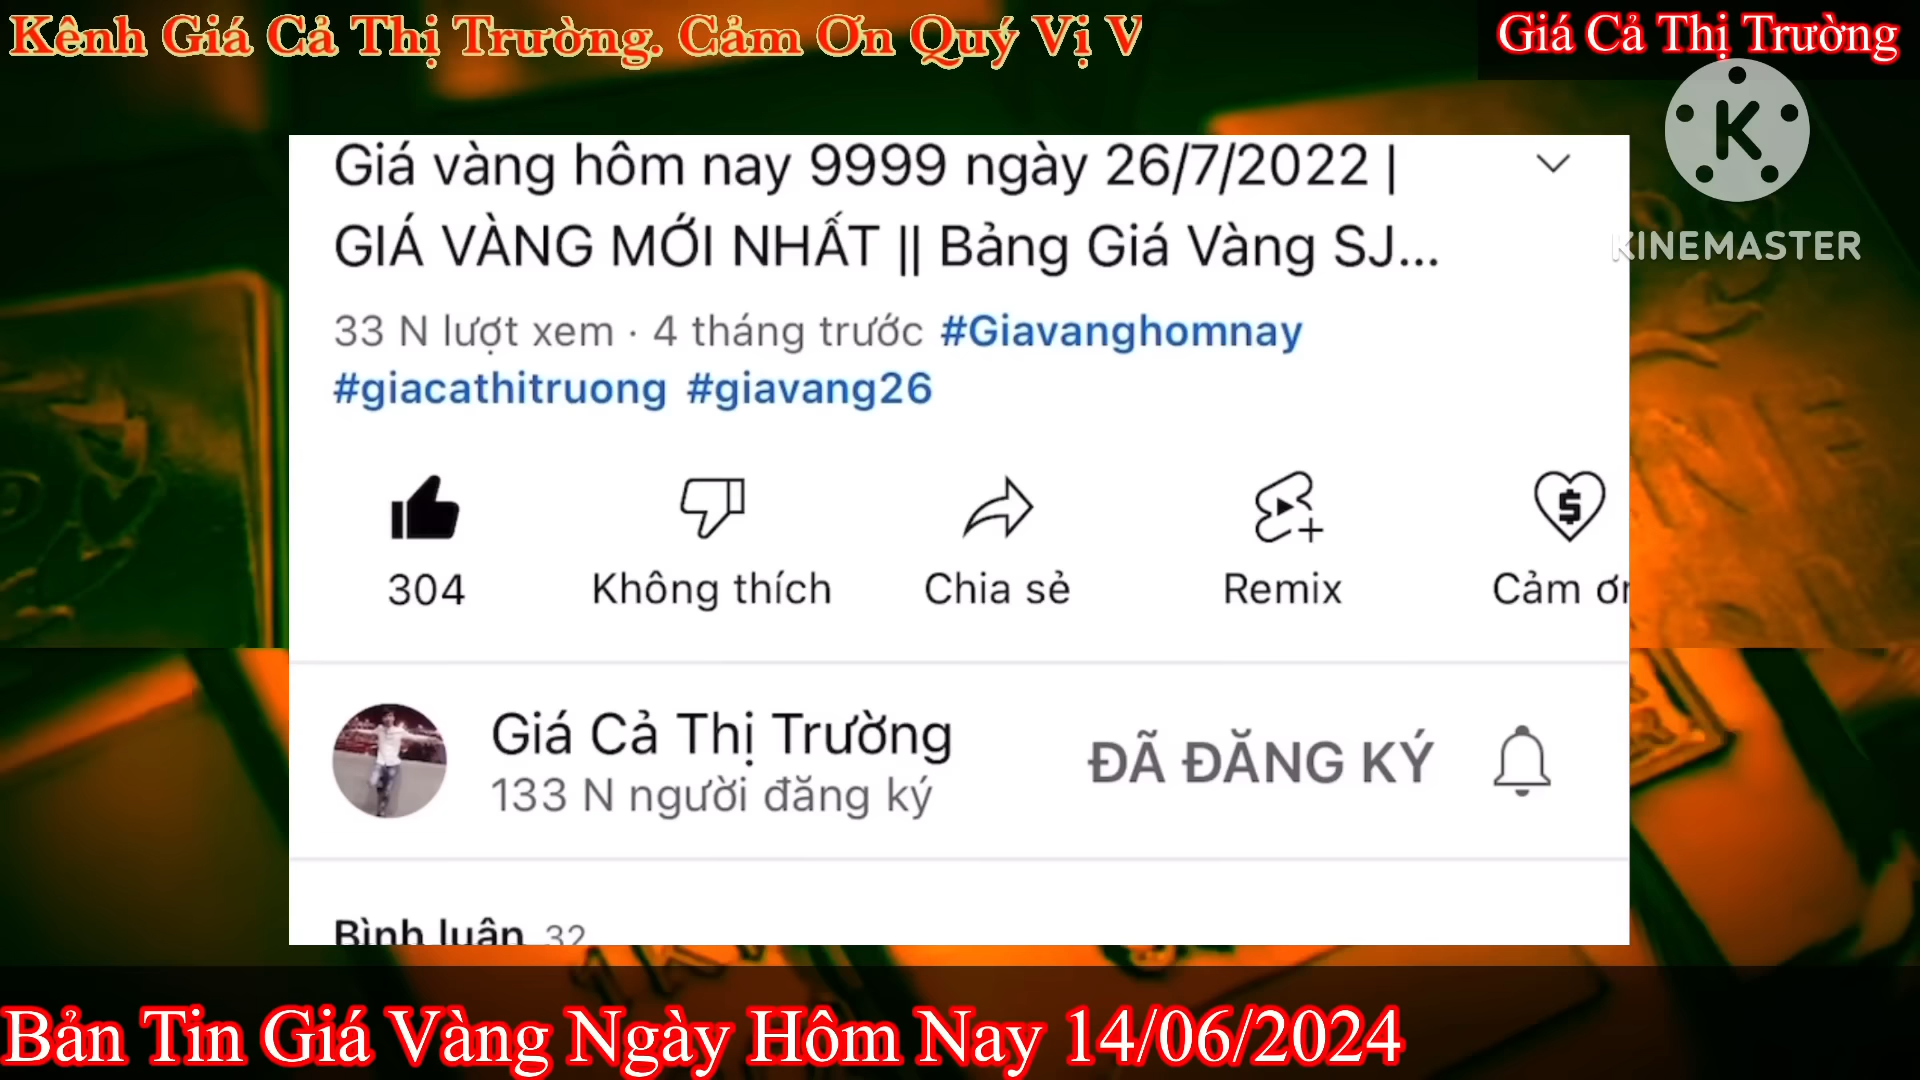 Kênh Giá Cả Thị Trường. Cảm Ơn Quý Vị V
Giá Cả Thị Trường
KINEMASTER
Giá vàng hôm nay 9999 ngày 26/7/2022 |
GIÁ VÀNG MỚI NHẤT || Bảng Giá Vàng SJ...
33 N lượt xem · 4 tháng trước #Giavanghomnay
#giacathitruong #giavang26
304 Không thích Chia sẻ Remix Cảm ơn
Giá Cả Thị Trường
133 N người đăng ký
ĐÃ ĐĂNG KÝ
Bình luận 32
Bản Tin Giá Vàng Ngày Hôm Nay 14/06/2024